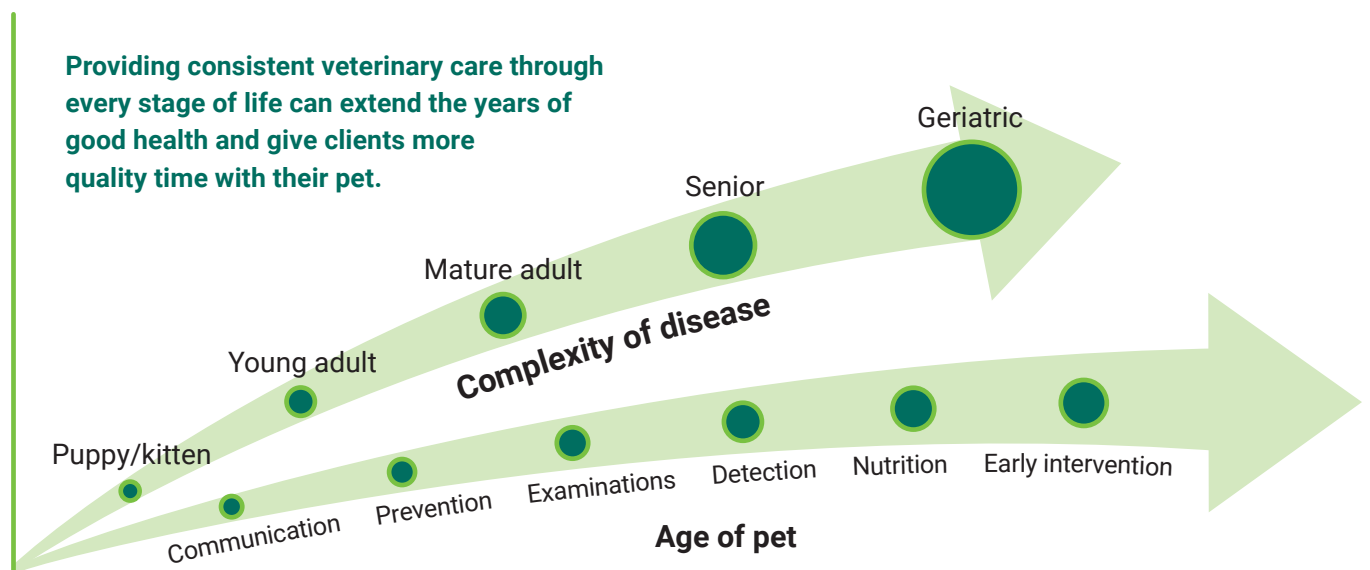 Providing consistent veterinary care through
every stage of life can extend the years of
good health and give clients more
quality time with their pet.
Geriatric
Senior
Mature adult
Young adult
Puppy/kitten
Complexity of disease
Communication
Prevention
Examinations
Detection
Nutrition
Early intervention
Age of pet